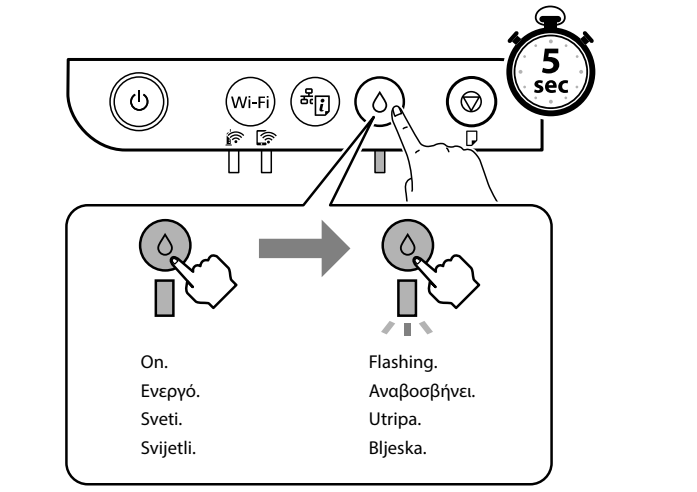 5
sec
Wi-Fi
i
On.
Ενεργό.
Sveti.
Svijetli.
Flashing.
Αναβοσβήνει.
Utripa.
Bljeska.